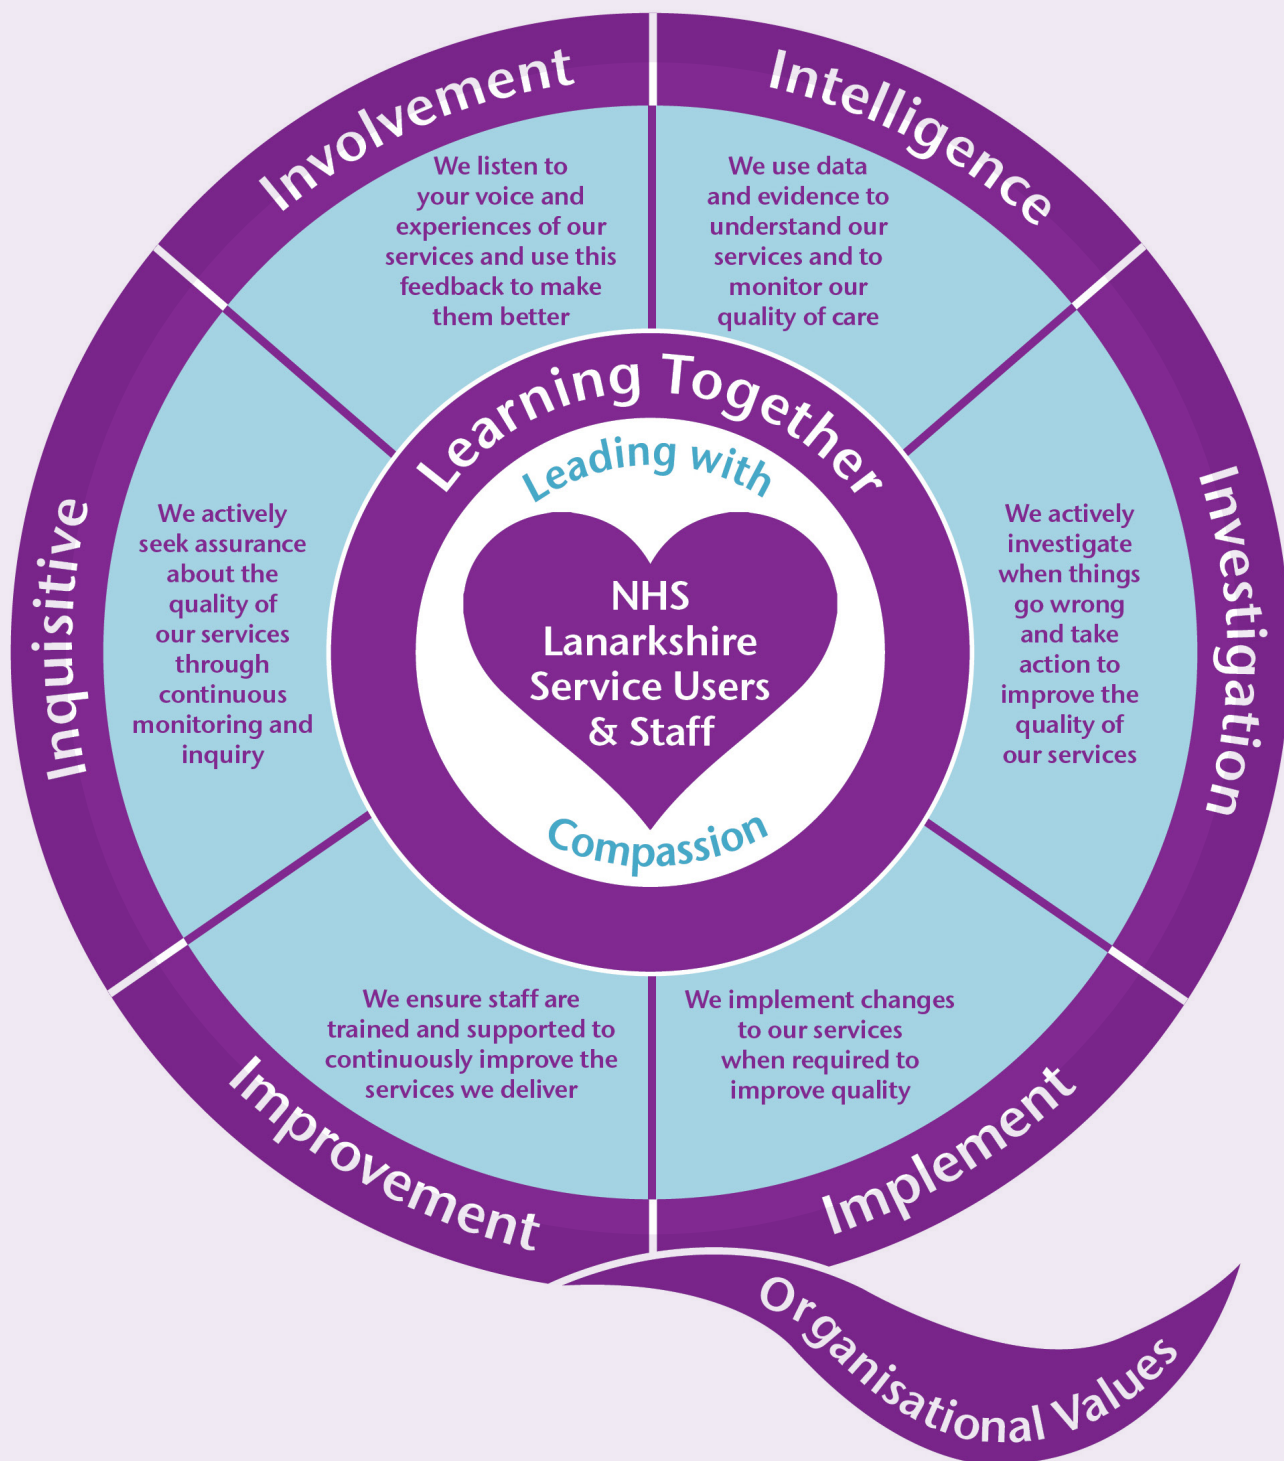 Involvement
We listen to
your voice and
experiences of our
services and use this
feedback to make
them better
Intelligence
We use data
and evidence to
understand our
services and to
monitor our
quality of care
Investigation
We actively
investigate
when things
go wrong
and take
action to
improve the
quality of
our services
Implement
We implement changes
to our services
when required to
improve quality
Improvement
We ensure staff are
trained and supported to
continuously improve the
services we deliver
Inquisitive
We actively
seek assurance
about the
quality of
our services
through
continuous
monitoring and
inquiry
Learning Together
Leading with
NHS
Lanarkshire
Service Users
& Staff
Compassion
Organisational Values